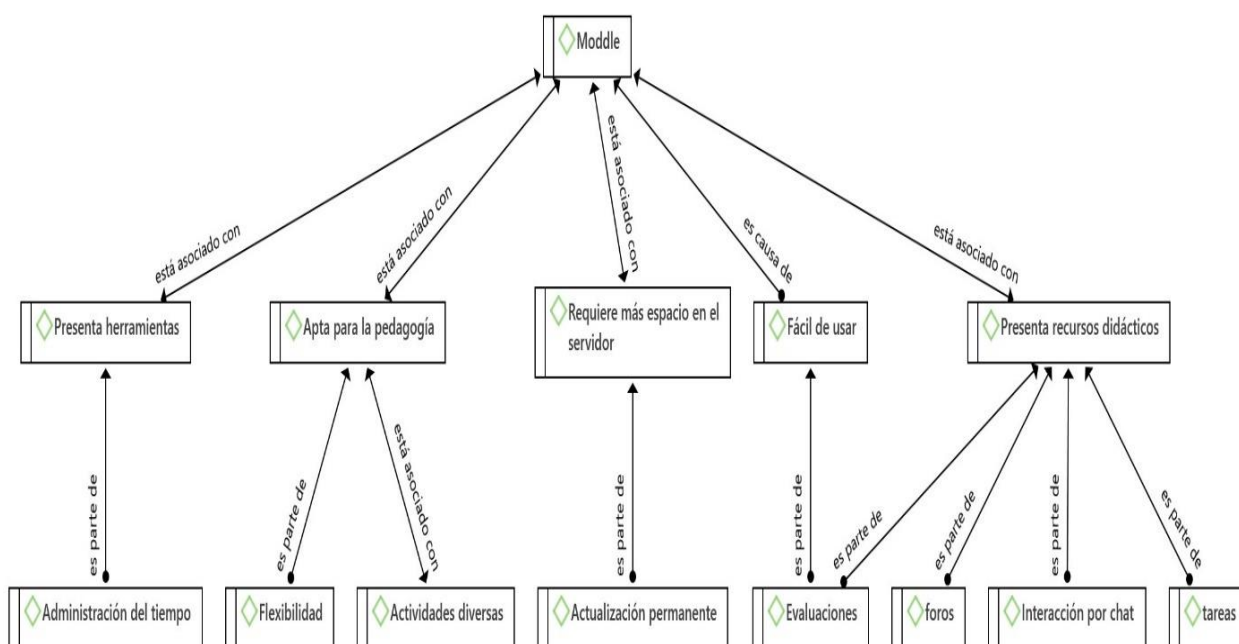 Moddle
está asociado con
está asociado con
está asociado con
es causa de
está asociado con
Presenta herramientas
Apta para la pedagogía
Requiere más espacio en el
servidor
Fácil de usar
Presenta recursos didácticos
es parte de
es parte de
está asociado con
es parte de
es parte de
es parte de
es parte de
es parte de
es parte de
Administración del tiempo
Flexibilidad
Actividades diversas
Actualización permanente
Evaluaciones
foros
Interacción por chat
tareas